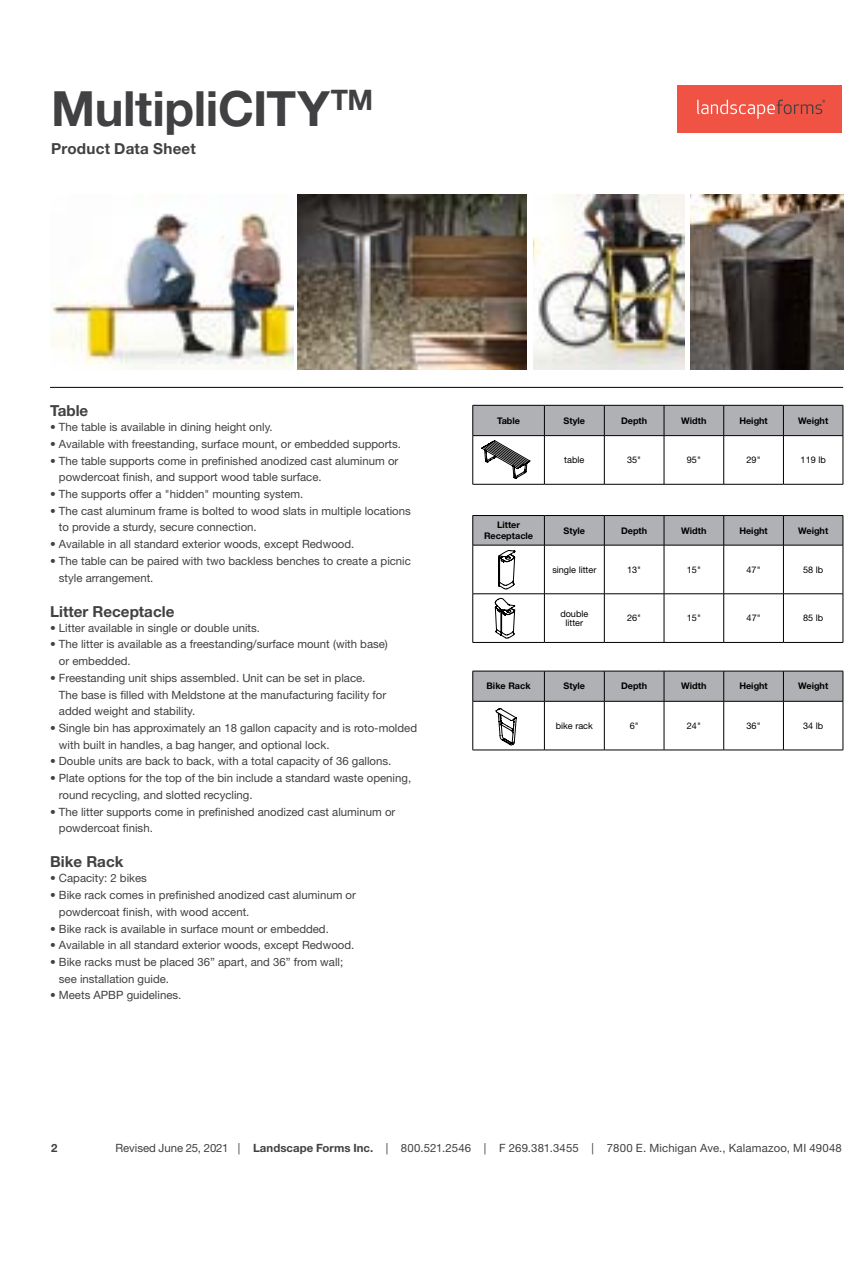 MultipliCITY™
landscapeforms®
Product Data Sheet
Table
• The table is available in dining height only.
• Available with freestanding, surface mount, or embedded supports.
• The table supports come in prefinished anodized cast aluminum or
powdercoat finish, and support wood table surface.
• The supports offer a "hidden" mounting system.
• The cast aluminum frame is bolted to wood slats in multiple locations
to provide a sturdy, secure connection.
• Available in all standard exterior woods, except Redwood.
• The table can be paired with two backless benches to create a picnic
style arrangement.
Litter Receptacle
• Litter available in single or double units.
• The litter is available as a freestanding/surface mount (with base)
or embedded.
• Freestanding unit ships assembled. Unit can be set in place.
The base is filled with Meldstone at the manufacturing facility for
added weight and stability.
• Single bin has approximately an 18 gallon capacity and is roto-molded
with built in handles, a bag hanger, and optional lock.
• Double units are back to back, with a total capacity of 36 gallons.
• Plate options for the top of the bin include a standard waste opening,
round recycling, and slotted recycling.
• The litter supports come in prefinished anodized cast aluminum or
powdercoat finish.
Bike Rack
• Capacity: 2 bikes
• Bike rack comes in prefinished anodized cast aluminum or
powdercoat finish, with wood accent.
• Bike rack is available in surface mount or embedded.
• Available in all standard exterior woods, except Redwood.
• Bike racks must be placed 36” apart, and 36” from wall;
see installation guide.
• Meets APBP guidelines.
Table Style Depth Width Height Weight
table 35" 95" 29" 119 lb
Litter
Receptacle Style Depth Width Height Weight
single litter 13" 15" 47" 58 lb
double
litter 26" 15" 47" 85 lb
Bike Rack Style Depth Width Height Weight
bike rack 6" 24" 36" 34 lb
2 Revised June 25, 2021 | Landscape Forms Inc. | 800.521.2546 | F 269.381.3455 | 7800 E. Michigan Ave., Kalamazoo, MI 49048